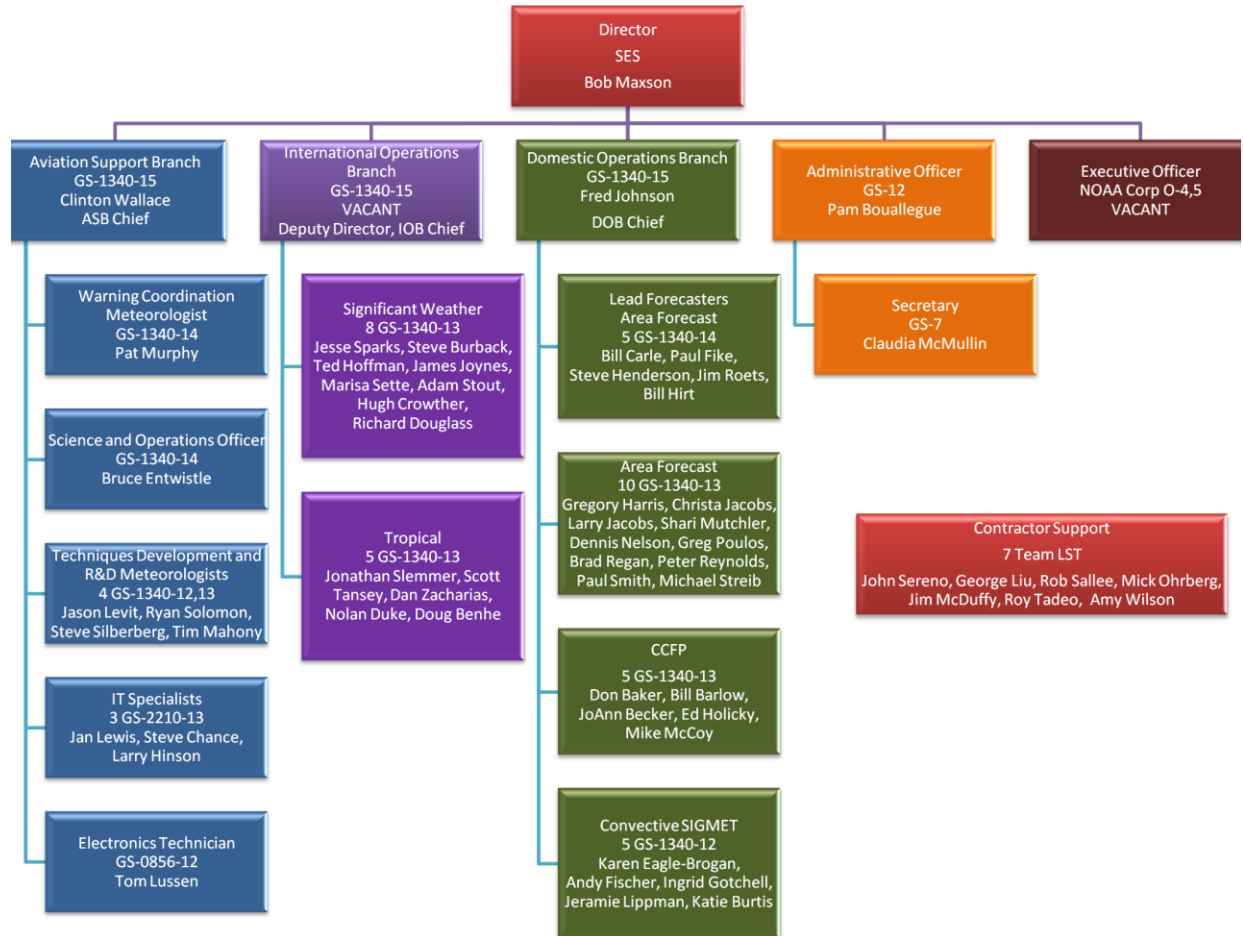 Director
SES
Bob Maxson
Aviation Support Branch
GS-1340-15
Clinton Wallace
ASB Chief
International Operations
Branch
GS-1340-15
VACANT
Deputy Director, IOB Chief
Domestic Operations Branch
GS-1340-15
Fred Johnson
DOB Chief
Administrative Officer
GS-12
Pam Bouallegue
Executive Officer
NOAA Corp O-4,5
VACANT
Warning Coordination
Meteorologist
GS-1340-14
Pat Murphy
Science and Operations Officer
GS-1340-14
Bruce Entwistle
Techniques Development and
R&D Meteorologists
4 GS-1340-12,13
Jason Levit, Ryan Solomon,
Steve Silberberg, Tim Mahony
IT Specialists
3 GS-2210-13
Jan Lewis, Steve Chance,
Larry Hinson
Electronics Technician
GS-0856-12
Tom Lussen
Significant Weather
8 GS-1340-13
Jesse Sparks, Steve Burback,
Ted Hoffman, James Joynes,
Marisa Sette, Adam Stout,
Hugh Crowther,
Richard Douglass
Tropical
5 GS-1340-13
Jonathan Slemmer, Scott
Tansey, Dan Zacharias,
Nolan Duke, Doug Benhe
Lead Forecasters
Area Forecast
5 GS-1340-14
Bill Carle, Paul Fike,
Steve Henderson, Jim Roets,
Bill Hirt
Area Forecast
10 GS-1340-13
Gregory Harris, Christa Jacobs,
Larry Jacobs, Shari Mutchler,
Dennis Nelson, Greg Poulos,
Brad Regan, Peter Reynolds,
Paul Smith, Michael Streib
CCFP
5 GS-1340-13
Don Baker, Bill Barlow,
JoAnn Becker, Ed Holicky,
Mike McCoy
Convective SIGMET
5 GS-1340-12
Karen Eagle-Brogan,
Andy Fischer, Ingrid Gotchell,
Jeramie Lippman, Katie Burtis
Secretary
GS-7
Claudia McMullin
Contractor Support
7 Team LST
John Sereno, George Liu, Rob Sallee, Mick Ohrberg,
Jim McDuffy, Roy Tadeo, Amy Wilson